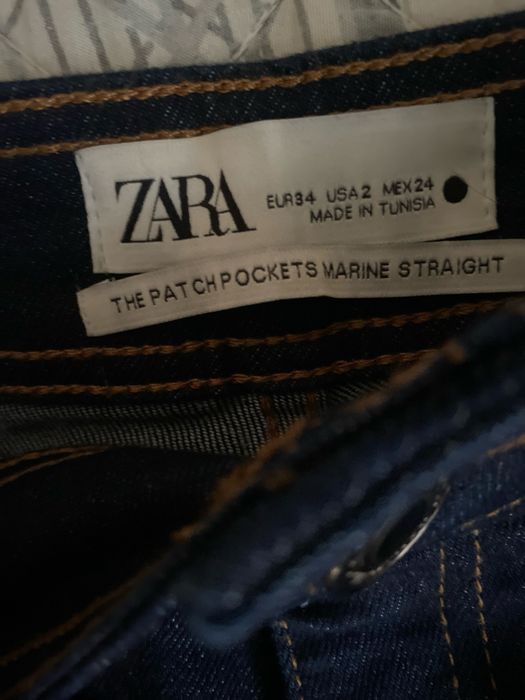 ZARA
EUR34 USA2 MEX24
MADE IN TUNISIA
THE PATCHPOCKETS MARINE STRAIGHT